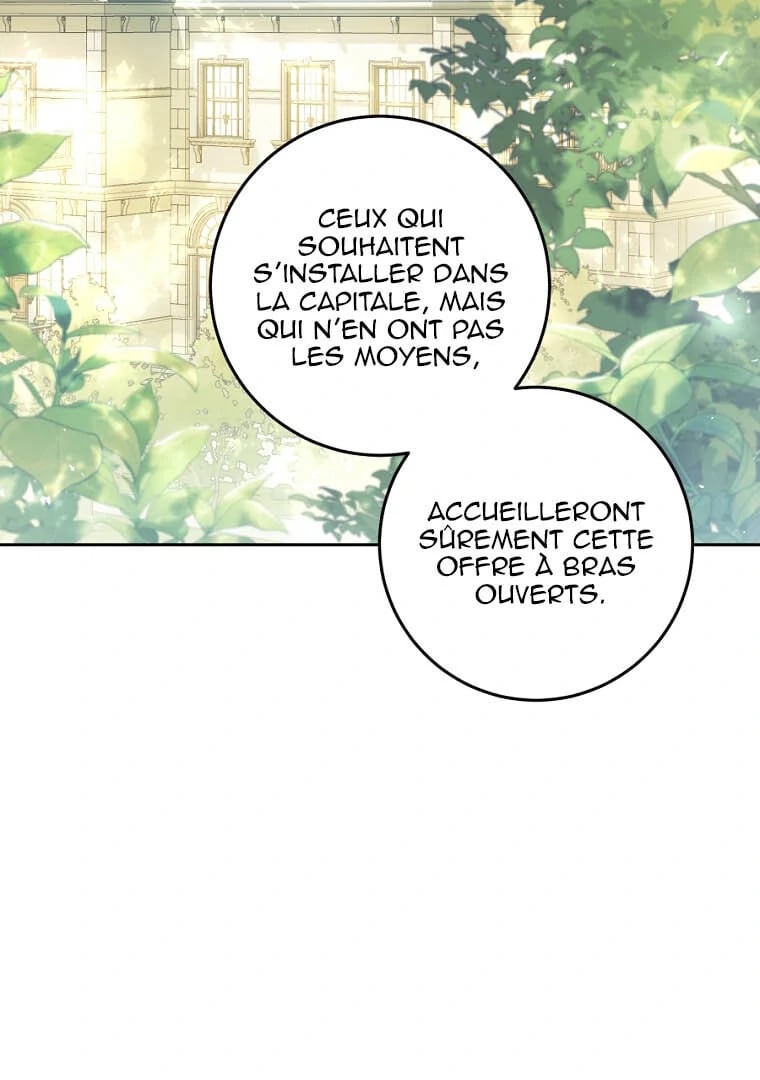 CEUX QUI
SOUHAITENT
S'INSTALLER DANS
LA CAPITALE, MAIS
QUI N'EN ONT PAS
LES MOYENS,
ACCUEILLERONT
SÛREMENT CETTE
OFFRE À BRAS
OUVERTS.